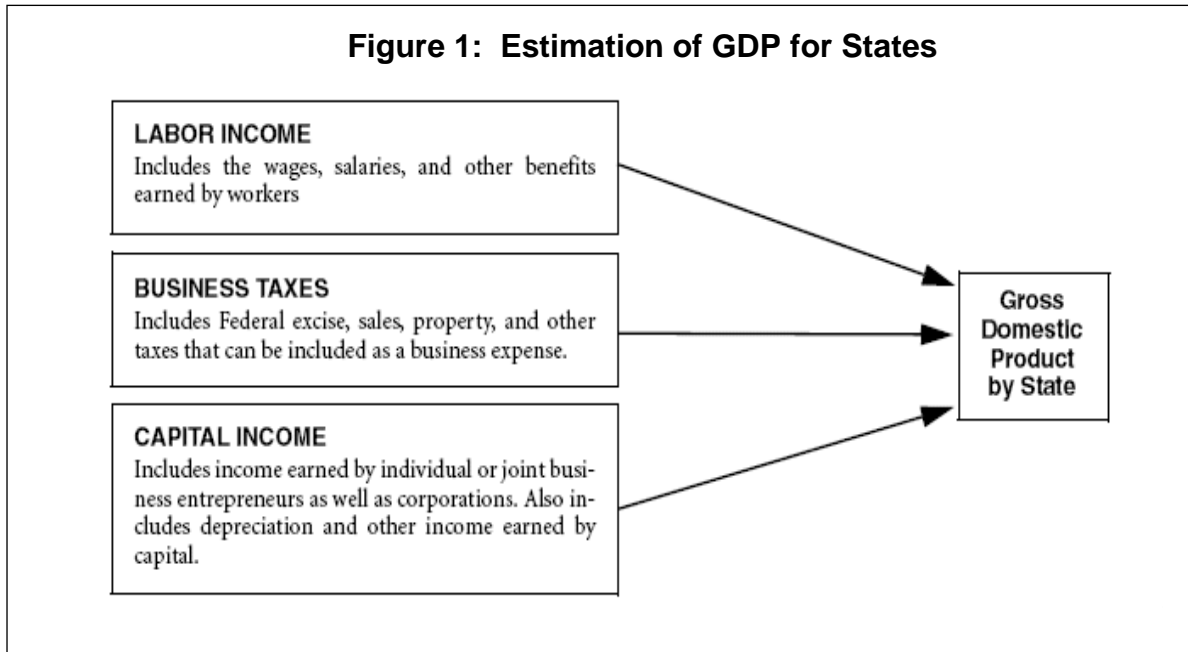 Figure 1:  Estimation of GDP for States
LABOR INCOME
Includes the wages, salaries, and other benefits
earned by workers
BUSINESS TAXES
Includes Federal excise, sales, property, and other
taxes that can be included as a business expense.
CAPITAL INCOME
Includes income earned by individual or joint busi-
ness entrepreneurs as well as corporations. Also in-
cludes depreciation and other income earned by
capital.
Gross
Domestic
Product
by State